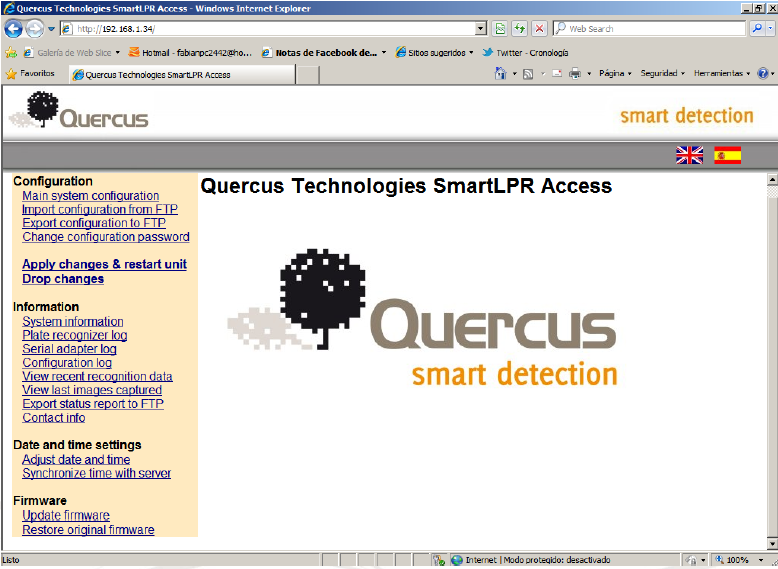 Quercus Technologies SmartLPR Access - Windows Internet Explorer
http://192.168.1.34/
Web Search
Galería de Web Slice
Hotmail - fabianpc2442@ho...
Notas de Facebook de...
Sitios sugeridos
Twitter - Cronología
Favoritos
Quercus Technologies SmartLPR Access
Página
Seguridad
Herramientas
Quercus
smart detection
Configuration
Main system configuration
Import configuration from FTP
Export configuration to FTP
Change configuration password
Apply changes & restart unit
Drop changes
Information
System information
Plate recognizer log
Serial adapter log
Configuration log
View recent recognition data
View last images captured
Export status report to FTP
Contact info
Date and time settings
Adjust date and time
Synchronize time with server
Firmware
Update firmware
Restore original firmware
Quercus Technologies SmartLPR Access
Quercus
smart detection
Listo
Internet | Modo protegido: desactivado
100%